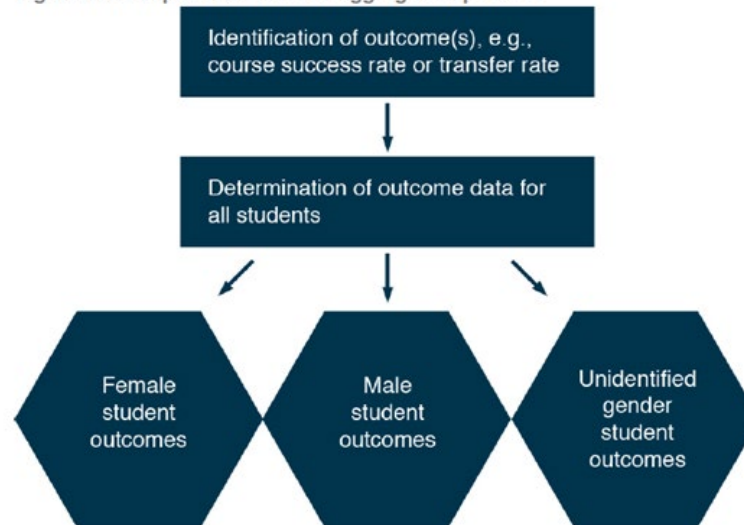 Identification of outcome(s), e.g.,
course success rate or transfer rate
Determination of outcome data for
all students
Female
student
outcomes
Male
student
outcomes
Unidentified
gender
student
outcomes